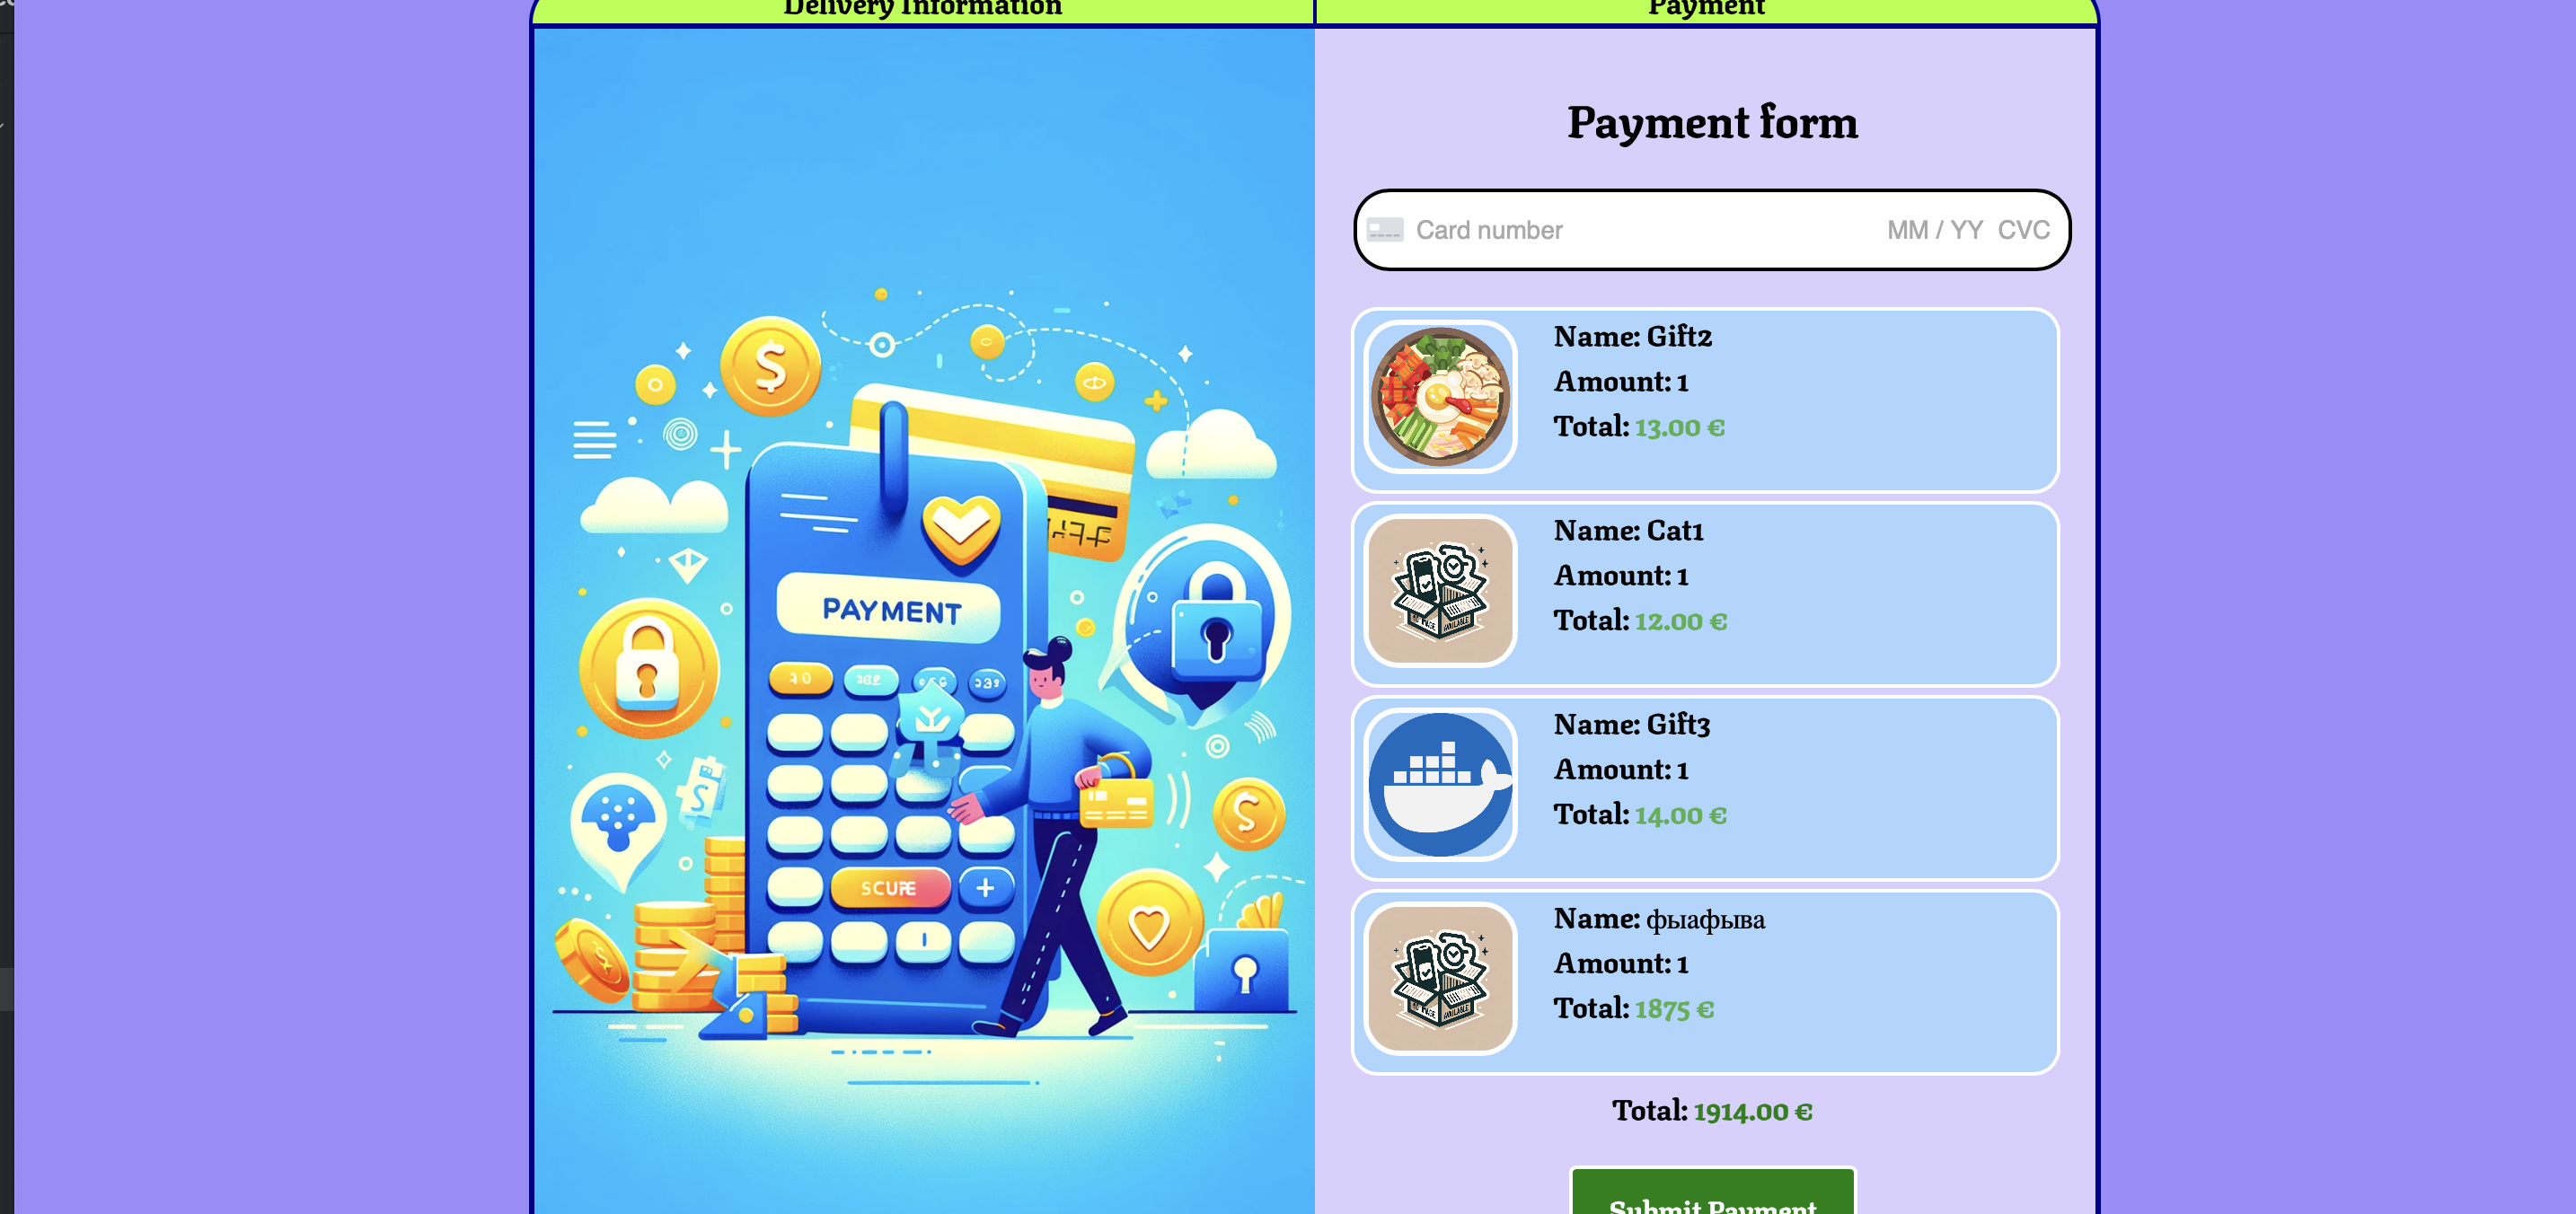 Delivery Information
Payment
Payment form
Card number MM / YY CVC
PAYMENT
SCURE
Name: Gift2
Amount: 1
Total: 13.00 €
Name: Cat1
Amount: 1
Total: 12.00 €
Name: Gift3
Amount: 1
Total: 14.00 €
Name: фыафыва
Amount: 1
Total: 1875 €
Total: 1914.00 €
Submit Payment